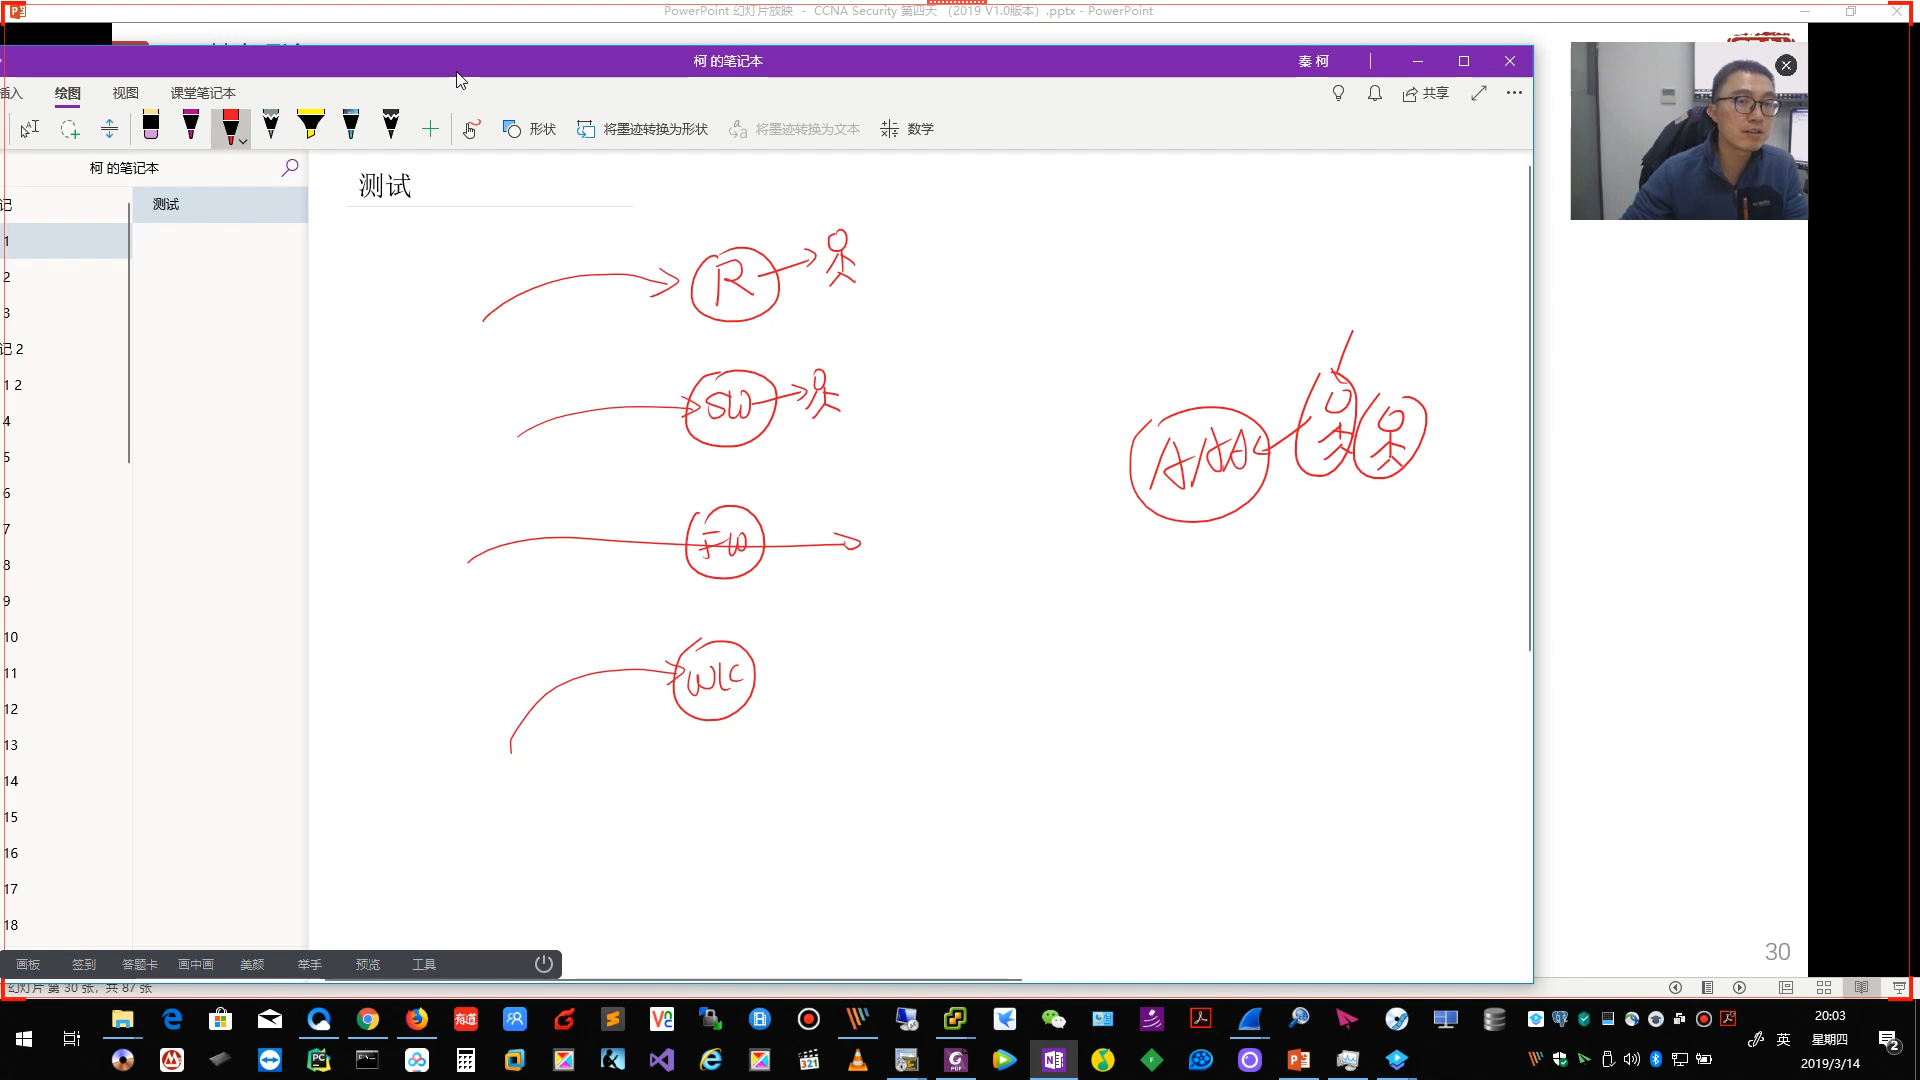 PowerPoint 幻灯片放映 - CCNA Security 第四天 （2019 V1.0版本）.pptx - PowerPoint
柯 的笔记本
秦 柯
插入
绘图
视图
课堂笔记本
共享
形状
将墨迹转换为形状
将墨迹转换为文本
数学
柯 的笔记本
记
测试
1
2
3
记 2
1 2
4
5
6
7
8
9
10
11
12
13
14
15
16
17
18
测试
R
SW
FW
WLC
AAA
30
画板
签到
答题卡
画中画
美颜
举手
预览
工具
幻灯片 第 30 张，共 87 张
20:03
英
星期四
2019/3/14
2